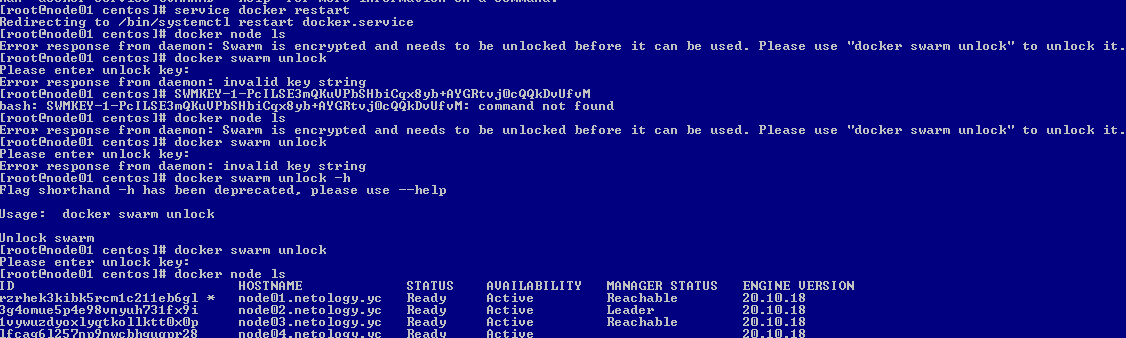 [root@node01 centos]# service docker restart
Redirecting to /bin/systemctl restart docker.service
[root@node01 centos]# docker node ls
Error response from daemon: Swarm is encrypted and needs to be unlocked before it can be used. Please use "docker swarm unlock" to unlock it.
[root@node01 centos]# docker swarm unlock
Please enter unlock key:
Error response from daemon: invalid key string
[root@node01 centos]# SWMKEY-1-PcILSE3mQKuVPbSHbiCqx8yb+AYGRtvj0cQQkDvUfvM
bash: SWMKEY-1-PcILSE3mQKuVPbSHbiCqx8yb+AYGRtvj0cQQkDvUfvM: command not found
[root@node01 centos]# docker node ls
Error response from daemon: Swarm is encrypted and needs to be unlocked before it can be used. Please use "docker swarm unlock" to unlock it.
[root@node01 centos]# docker swarm unlock
Please enter unlock key:
Error response from daemon: invalid key string
[root@node01 centos]# docker swarm unlock -h
Flag shorthand -h has been deprecated, please use --help
Usage:  docker swarm unlock
Unlock swarm
[root@node01 centos]# docker swarm unlock
Please enter unlock key:
[root@node01 centos]# docker node ls
ID HOSTNAME STATUS AVAILABILITY MANAGER STATUS ENGINE VERSION
rzrhek3kibk5rcm1c211eb6gl * node01.netology.yc Ready Active Reachable 20.10.18
3g4omue5p4e98vnyuh731fx9i node02.netology.yc Ready Active Leader 20.10.18
1vywuzdyoxlyqtkollktt0x0p node03.netology.yc Ready Active Reachable 20.10.18
node04.netology.yc Ready Active 20.10.18